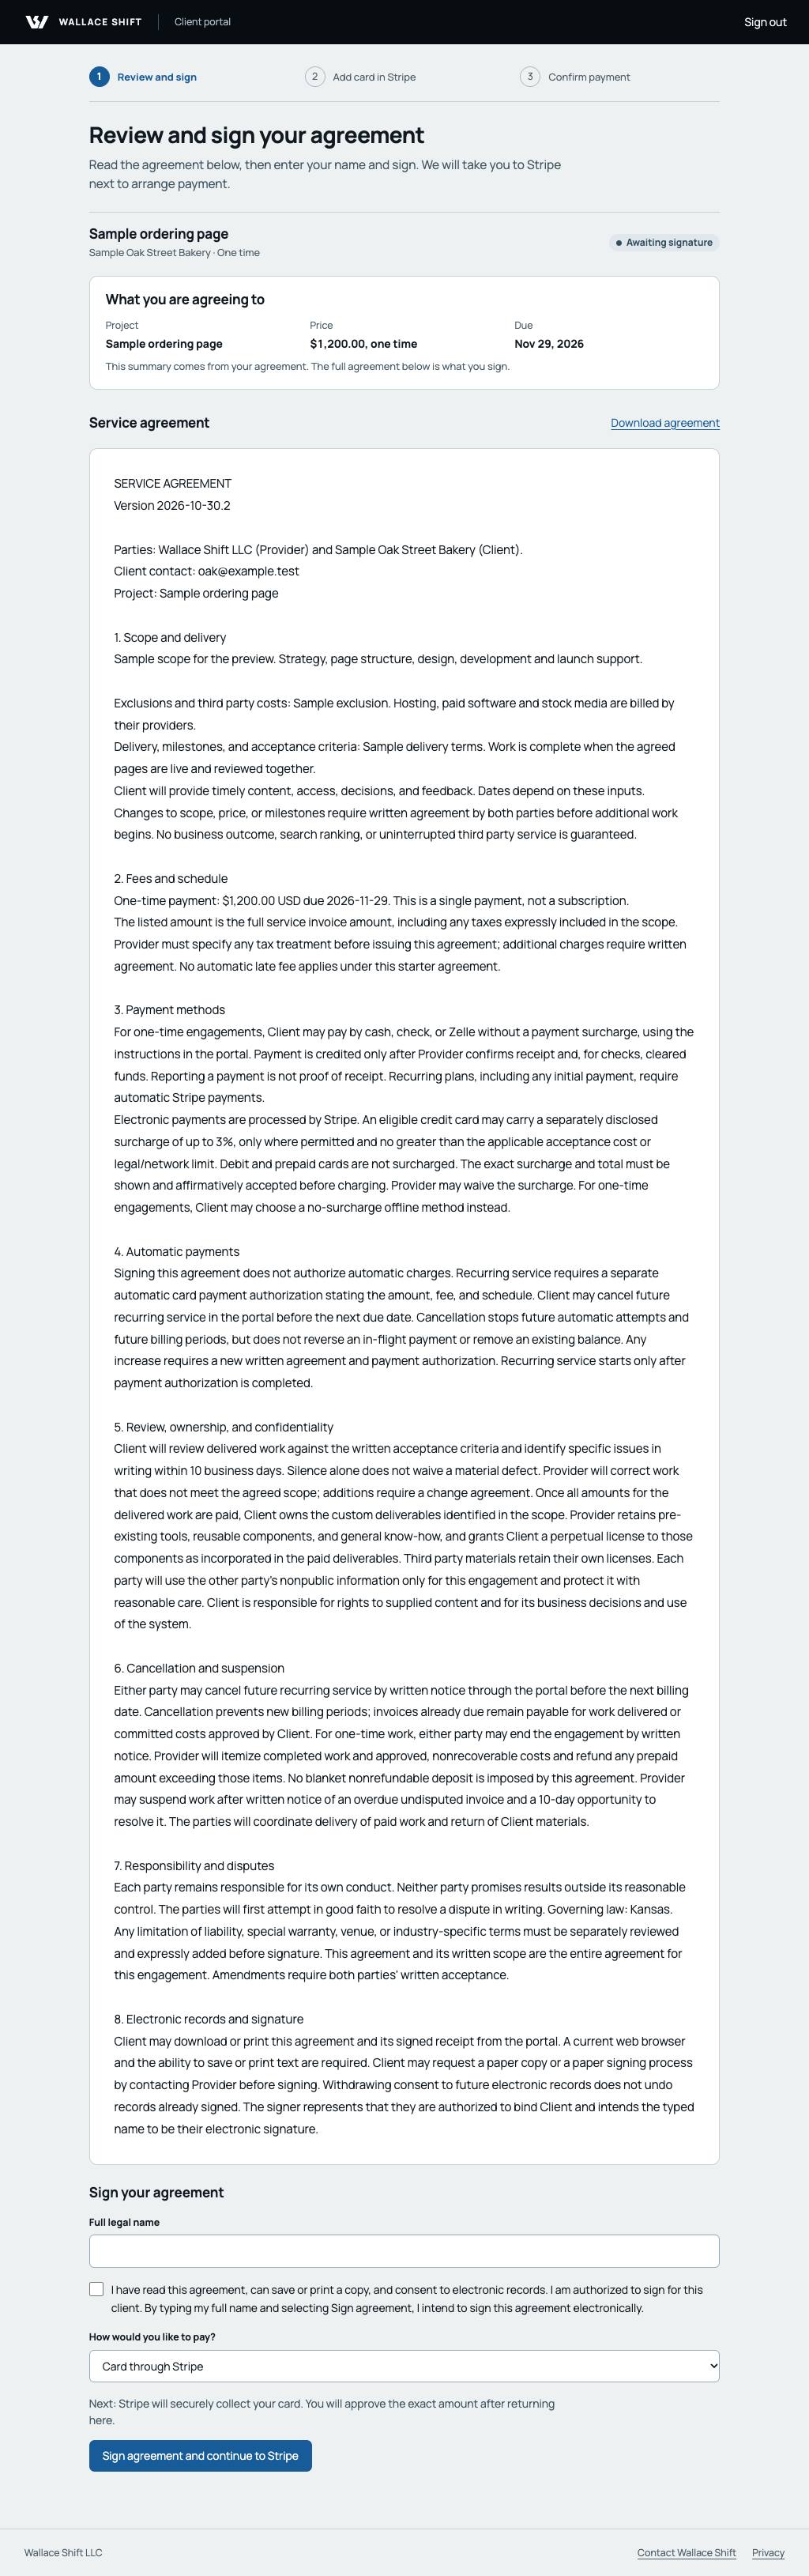 WALLACE SHIFT
Client portal
Sign out
1
Review and sign
2
Add card in Stripe
3
Confirm payment
Review and sign your agreement
Read the agreement below, then enter your name and sign. We will take you to Stripe
next to arrange payment.
Sample ordering page
Sample Oak Street Bakery · One time
Awaiting signature
What you are agreeing to
Project
Sample ordering page
Price
$1,200.00, one time
Due
Nov 29, 2026
This summary comes from your agreement. The full agreement below is what you sign.
Service agreement
Download agreement
SERVICE AGREEMENT
Version 2026-10-30.2
Parties: Wallace Shift LLC (Provider) and Sample Oak Street Bakery (Client).
Client contact: oak@example.test
Project: Sample ordering page
1. Scope and delivery
Sample scope for the preview. Strategy, page structure, design, development and launch support.
Exclusions and third party costs: Sample exclusion. Hosting, paid software and stock media are billed by
their providers.
Delivery, milestones, and acceptance criteria: Sample delivery terms. Work is complete when the agreed
pages are live and reviewed together.
Client will provide timely content, access, decisions, and feedback. Dates depend on these inputs.
Changes to scope, price, or milestones require written agreement by both parties before additional work
begins. No business outcome, search ranking, or uninterrupted third party service is guaranteed.
2. Fees and schedule
One-time payment: $1,200.00 USD due 2026-11-29. This is a single payment, not a subscription.
The listed amount is the full service invoice amount, including any taxes expressly included in the scope.
Provider must specify any tax treatment before issuing this agreement; additional charges require written
agreement. No automatic late fee applies under this starter agreement.
3. Payment methods
For one-time engagements, Client may pay by cash, check, or Zelle without a payment surcharge, using the
instructions in the portal. Payment is credited only after Provider confirms receipt and, for checks, cleared
funds. Reporting a payment is not proof of receipt. Recurring plans, including any initial payment, require
automatic Stripe payments.
Electronic payments are processed by Stripe. An eligible credit card may carry a separately disclosed
surcharge of up to 3%, only where permitted and no greater than the applicable acceptance cost or
legal/network limit. Debit and prepaid cards are not surcharged. The exact surcharge and total must be
shown and affirmatively accepted before charging. Provider may waive the surcharge. For one-time
engagements, Client may choose a no-surcharge offline method instead.
4. Automatic payments
Signing this agreement does not authorize automatic charges. Recurring service requires a separate
automatic card payment authorization stating the amount, fee, and schedule. Client may cancel future
recurring service in the portal before the next due date. Cancellation stops future automatic attempts and
future billing periods, but does not reverse an in-flight payment or remove an existing balance. Any
increase requires a new written agreement and payment authorization. Recurring service starts only after
payment authorization is completed.
5. Review, ownership, and confidentiality
Client will review delivered work against the written acceptance criteria and identify specific issues in
writing within 10 business days. Silence alone does not waive a material defect. Provider will correct work
that does not meet the agreed scope; additions require a change agreement. Once all amounts for the
delivered work are paid, Client owns the custom deliverables identified in the scope. Provider retains pre-
existing tools, reusable components, and general know-how, and grants Client a perpetual license to those
components as incorporated in the paid deliverables. Third party materials retain their own licenses. Each
party will use the other party's nonpublic information only for this engagement and protect it with
reasonable care. Client is responsible for rights to supplied content and for its business decisions and use
of the system.
6. Cancellation and suspension
Either party may cancel future recurring service by written notice through the portal before the next billing
date. Cancellation prevents new billing periods; invoices already due remain payable for work delivered or
committed costs approved by Client. For one-time work, either party may end the engagement by written
notice. Provider will itemize completed work and approved, nonrecoverable costs and refund any prepaid
amount exceeding those items. No blanket nonrefundable deposit is imposed by this agreement. Provider
may suspend work after written notice of an overdue undisputed invoice and a 10-day opportunity to
resolve it. The parties will coordinate delivery of paid work and return of Client materials.
7. Responsibility and disputes
Each party remains responsible for its own conduct. Neither party promises results outside its reasonable
control. The parties will first attempt in good faith to resolve a dispute in writing. Governing law: Kansas.
Any limitation of liability, special warranty, venue, or industry-specific terms must be separately reviewed
and expressly added before signature. This agreement and its written scope are the entire agreement for
this engagement. Amendments require both parties' written acceptance.
8. Electronic records and signature
Client may download or print this agreement and its signed receipt from the portal. A current web browser
and the ability to save or print text are required. Client may request a paper copy or a paper signing process
by contacting Provider before signing. Withdrawing consent to future electronic records does not undo
records already signed. The signer represents that they are authorized to bind Client and intends the typed
name to be their electronic signature.
Sign your agreement
Full legal name
I have read this agreement, can save or print a copy, and consent to electronic records. I am authorized to sign for this
client. By typing my full name and selecting Sign agreement, I intend to sign this agreement electronically.
How would you like to pay?
Card through Stripe
Next: Stripe will securely collect your card. You will approve the exact amount after returning
here.
Sign agreement and continue to Stripe
Wallace Shift LLC
Contact Wallace Shift
Privacy